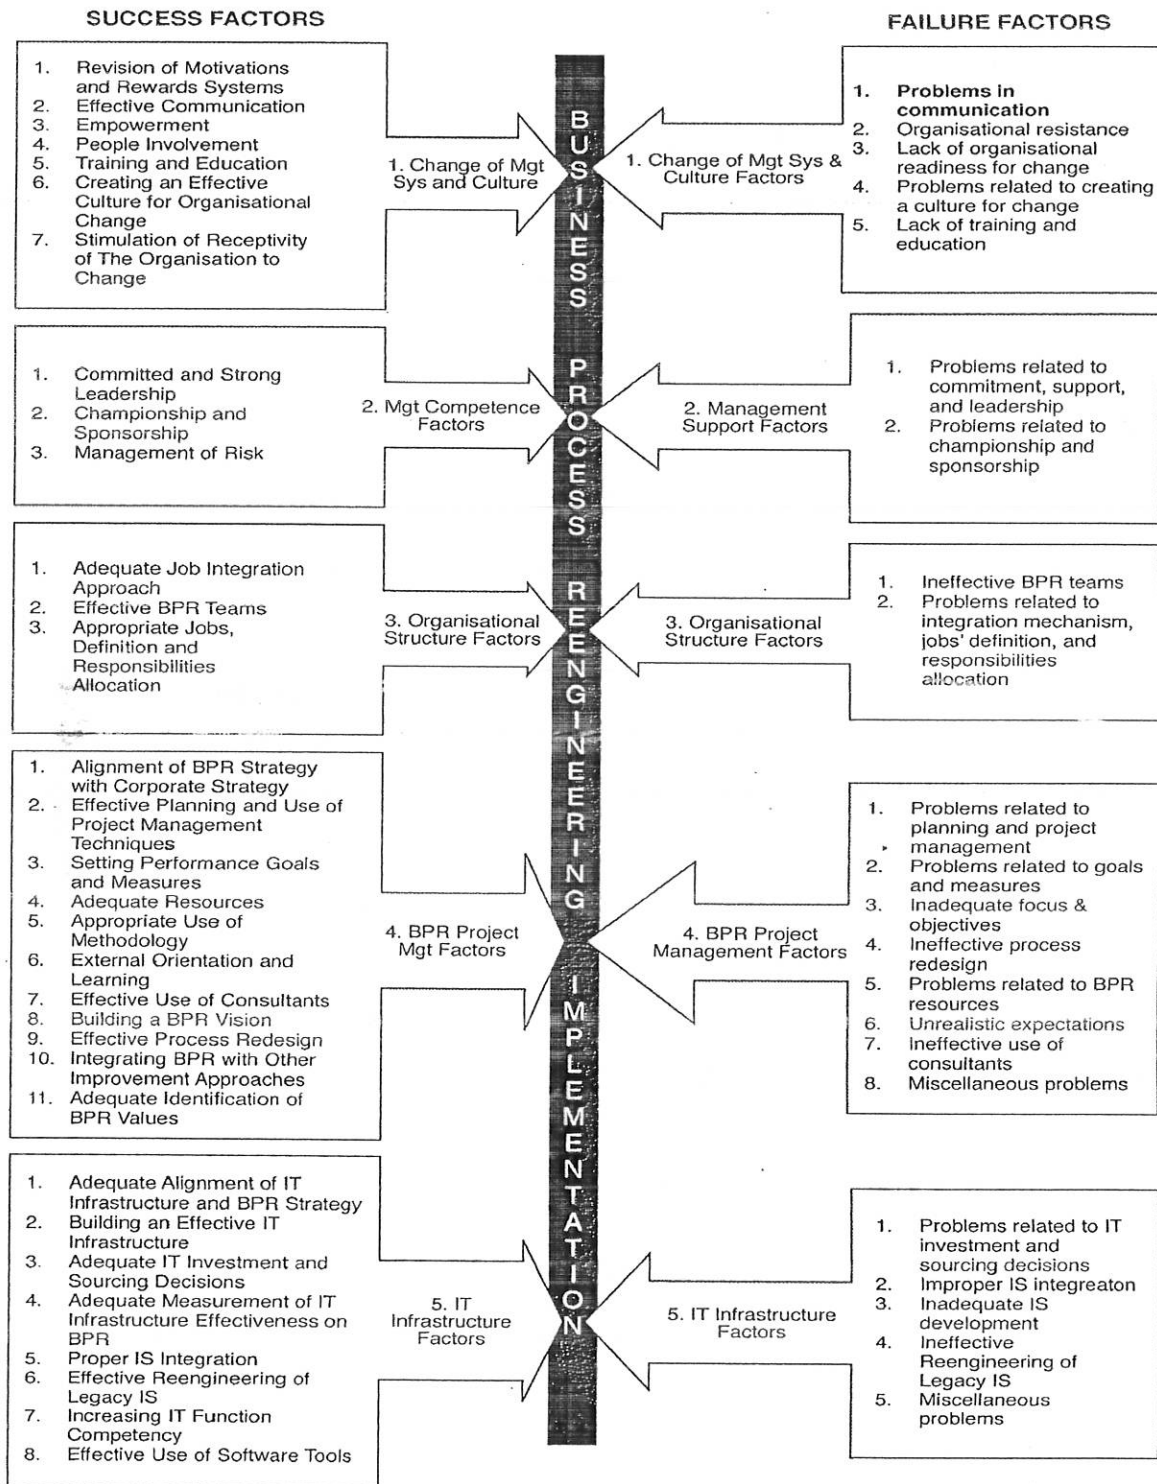 SUCCESS FACTORS
1. Revision of Motivations
and Rewards Systems
2. Effective Communication
3. Empowerment
4. People Involvement
5. Training and Education
6. Creating an Effective
Culture for Organisational
Change
7. Stimulation of Receptivity
of The Organisation to
Change
1. Change of Mgt
Sys and Culture
1. Committed and Strong
Leadership
2. Championship and
Sponsorship
3. Management of Risk
2. Mgt Competence
Factors
1. Adequate Job Integration
Approach
2. Effective BPR Teams
3. Appropriate Jobs,
Definition and
Responsibilities
Allocation
3. Organisational
Structure Factors
1. Alignment of BPR Strategy
with Corporate Strategy
2. Effective Planning and Use of
Project Management
Techniques
3. Setting Performance Goals
and Measures
4. Adequate Resources
5. Appropriate Use of
Methodology
6. External Orientation and
Learning
7. Effective Use of Consultants
8. Building a BPR Vision
9. Effective Process Redesign
10. Integrating BPR with Other
Improvement Approaches
11. Adequate Identification of
BPR Values
4. BPR Project
Mgt Factors
1. Adequate Alignment of IT
Infrastructure and BPR Strategy
2. Building an Effective IT
Infrastructure
3. Adequate IT Investment and
Sourcing Decisions
4. Adequate Measurement of IT
Infrastructure Effectiveness on
BPR
5. Proper IS Integration
6. Effective Reengineering of
Legacy IS
7. Increasing IT Function
Competency
8. Effective Use of Software Tools
5. IT
Infrastructure
Factors
BUSINESS PROCESS REENGINEERING IMPLEMENTATION
FAILURE FACTORS
1. Change of Mgt Sys &
Culture Factors
1. Problems in
communication
2. Organisational resistance
3. Lack of organisational
readiness for change
4. Problems related to creating
a culture for change
5. Lack of training and
education
2. Management
Support Factors
1. Problems related to
commitment, support,
and leadership
2. Problems related to
championship and
sponsorship
3. Organisational
Structure Factors
1. Ineffective BPR teams
2. Problems related to
integration mechanism,
jobs' definition, and
responsibilities
allocation
4. BPR Project
Management Factors
1. Problems related to
planning and project
management
2. Problems related to goals
and measures
3. Inadequate focus &
objectives
4. Ineffective process
redesign
5. Problems related to BPR
resources
6. Unrealistic expectations
7. Ineffective use of
consultants
8. Miscellaneous problems
5. IT Infrastructure
Factors
1. Problems related to IT
investment and
sourcing decisions
2. Improper IS integreaton
3. Inadequate IS
development
4. Ineffective
Reengineering of
Legacy IS
5. Miscellaneous
problems